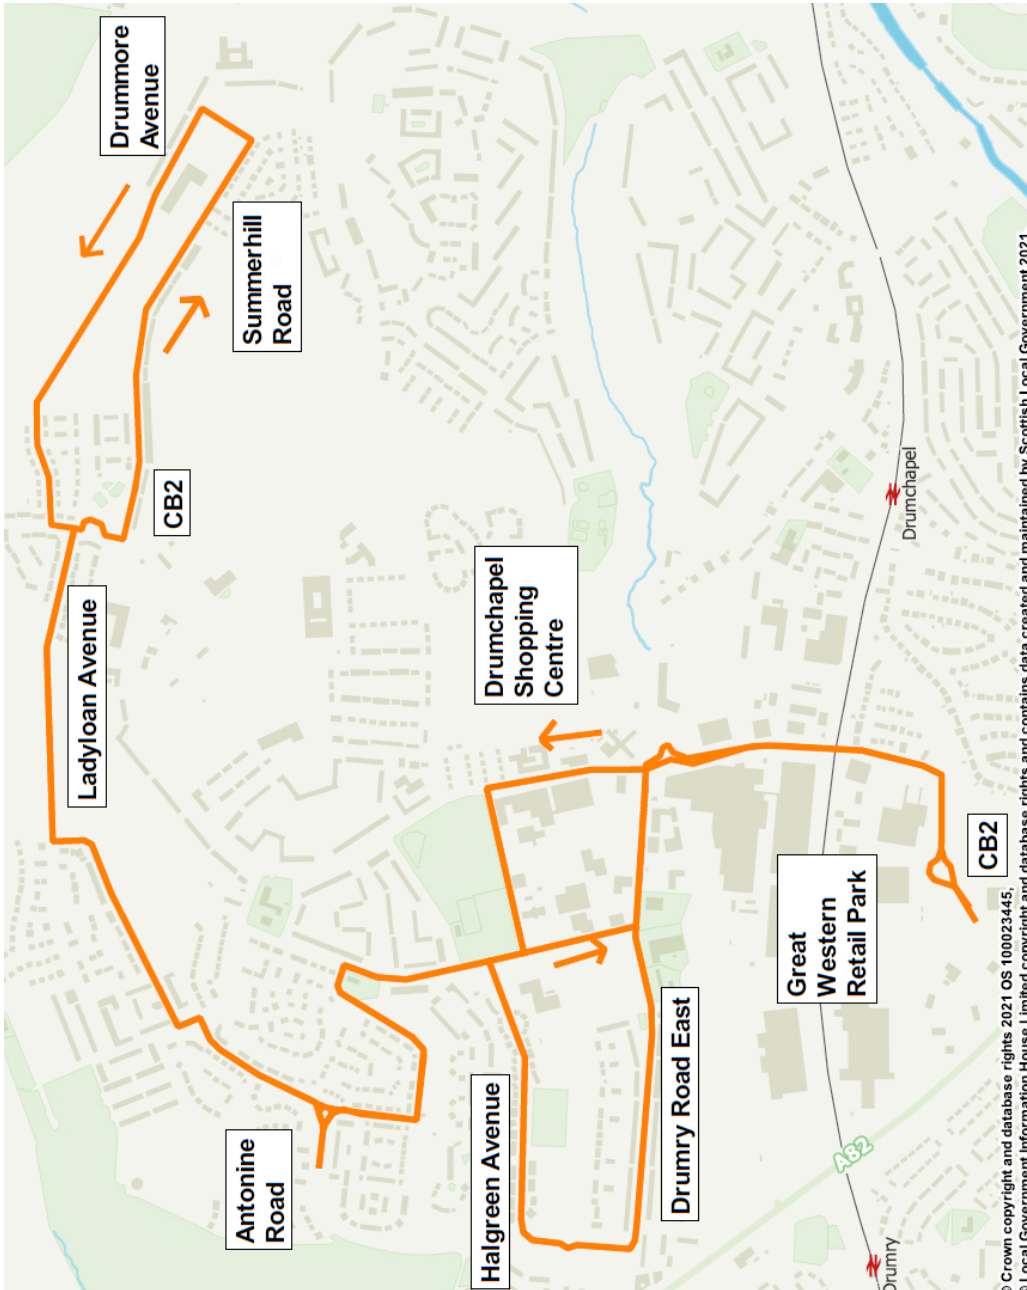 Drummore
Avenue
Summerhill
Road
CB2
Ladyloan Avenue
Drumchapel
Shopping
Centre
Drumchapel
Antonine
Road
Halgreen Avenue
Drumry Road East
Great
Western
Retail Park
CB2
A82
Drumry
© Crown copyright and database rights 2021 OS 100023445,
© Local Government Information House Limited copyright and database rights and contains data created and maintained by Scottish Local Government 2021